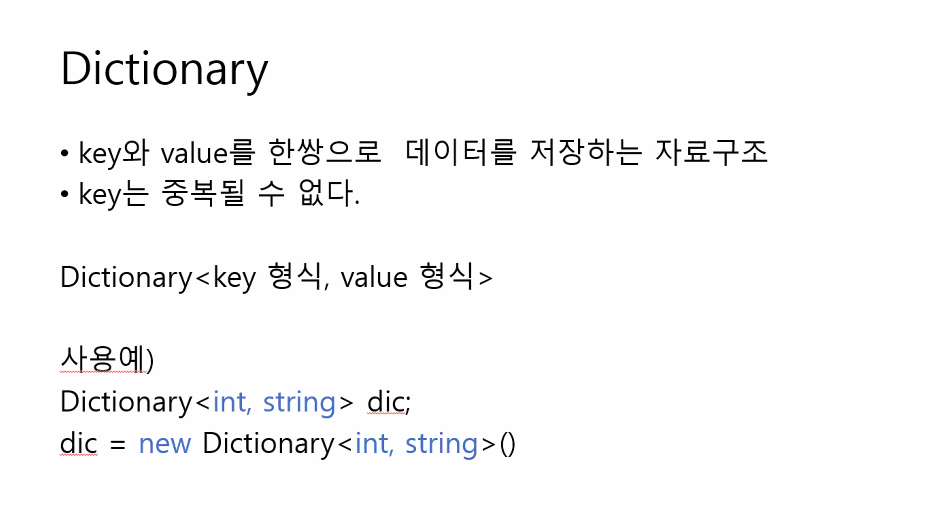 Dictionary
• key와 value를 한쌍으로 데이터를 저장하는 자료구조
• key는 중복될 수 없다.
Dictionary<key 형식, value 형식>
사용예)
Dictionary<int, string> dic;
dic = new Dictionary<int, string>()